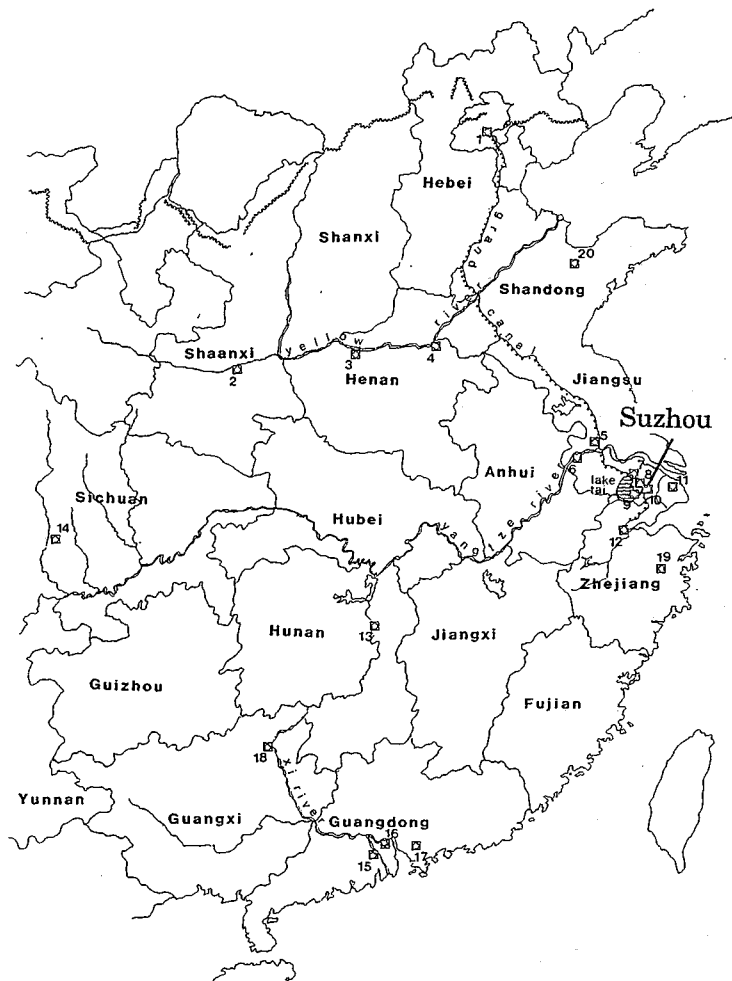 1
Hebei
Shanxi
grand
20
Shandong
river
canal
yellow
Shaanxi
2
3
4
Henan
Jiangsu
Suzhou
5
6
Anhui
lake
tai
8
9
10
11
Sichuan
14
Hubei
yangtze river
12
19
Zhejiang
Hunan
13
Jiangxi
Guizhou
Fujian
18
xi river
Yunnan
Guangxi
Guangdong
16
15
17